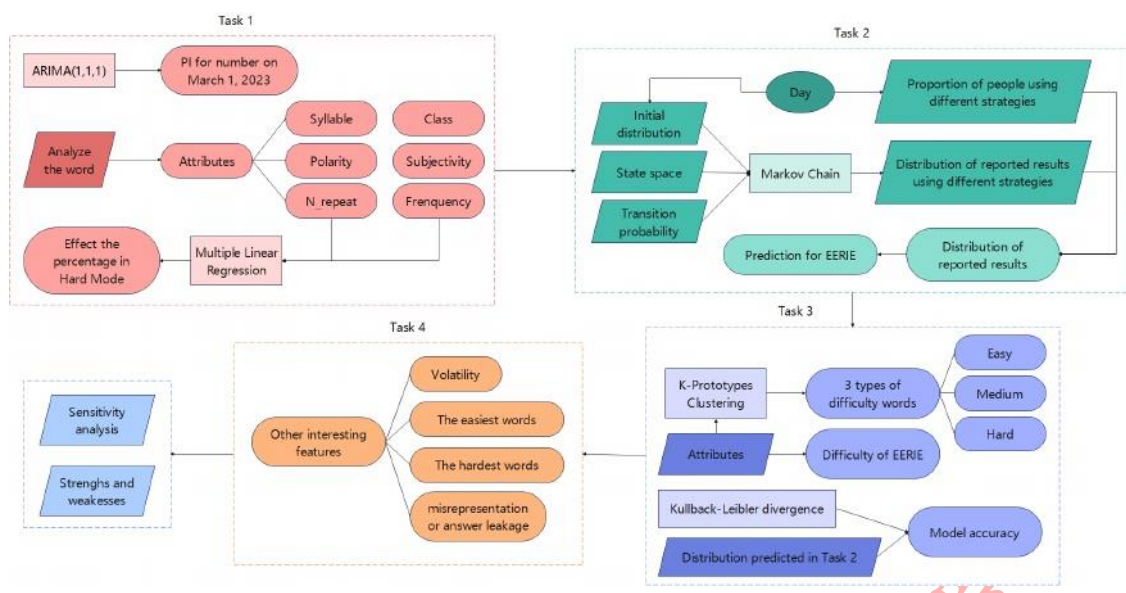 Task 1
ARIMA(1,1,1)
PI for number on
March 1, 2023
Analyze
the word
Attributes
Syllable
Polarity
N_repeat
Class
Subjectivity
Frenquency
Effect the
percentage in
Hard Mode
Multiple Linear
Regression
Task 2
Day
Proportion of people using
different strategies
Initial
distribution
State space
Transition
probability
Markov Chain
Distribution of reported results
using different strategies
Prediction for EERIE
Distribution of
reported results
Task 3
K-Prototypes
Clustering
3 types of
difficulty words
Easy
Medium
Hard
Attributes
Difficulty of EERIE
Kullback-Leibler divergence
Distribution predicted in Task 2
Model accuracy
Task 4
Other interesting
features
Volatility
The easiest words
The hardest words
misrepresentation
or answer leakage
Sensitivity
analysis
Strenghs and
weakesses